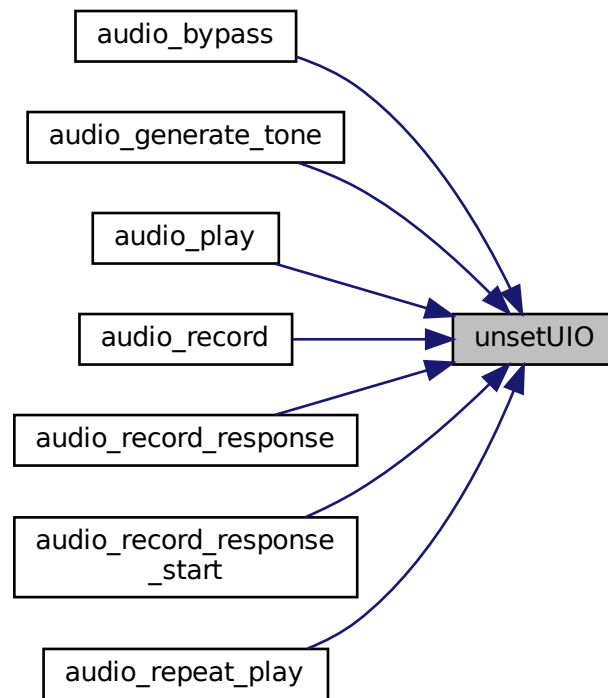 audio_bypass
audio_generate_tone
audio_play
audio_record
unsetUIO
audio_record_response
audio_record_response
_start
audio_repeat_play